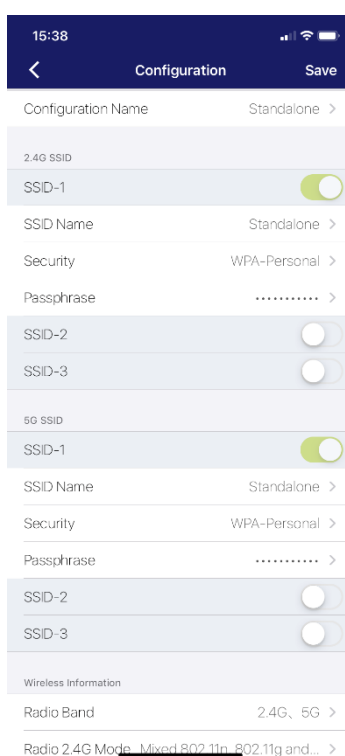 15:38
Configuration
Save
Configuration Name
Standalone
2.4G SSID
SSID-1
SSID Name
Standalone
Security
WPA-Personal
Passphrase
•••••••••••
SSID-2
SSID-3
5G SSID
SSID-1
SSID Name
Standalone
Security
WPA-Personal
Passphrase
•••••••••••
SSID-2
SSID-3
Wireless Information
Radio Band
2.4G、5G
Radio 2.4G Mode
Mixed 802.11n, 802.11g and...